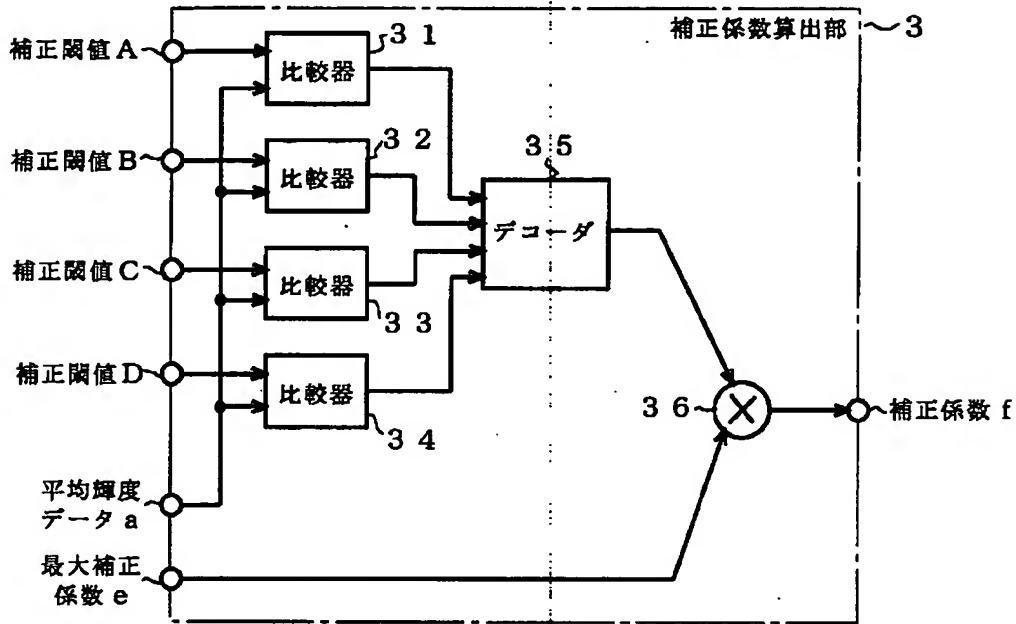 補正係数算出部 3
補正閾値A
31
比較器
補正閾値B
32
比較器
35
デコーダ
補正閾値C
比較器
33
補正閾値D
比較器
34
36
補正係数f
平均輝度
データa
最大補正
係数e